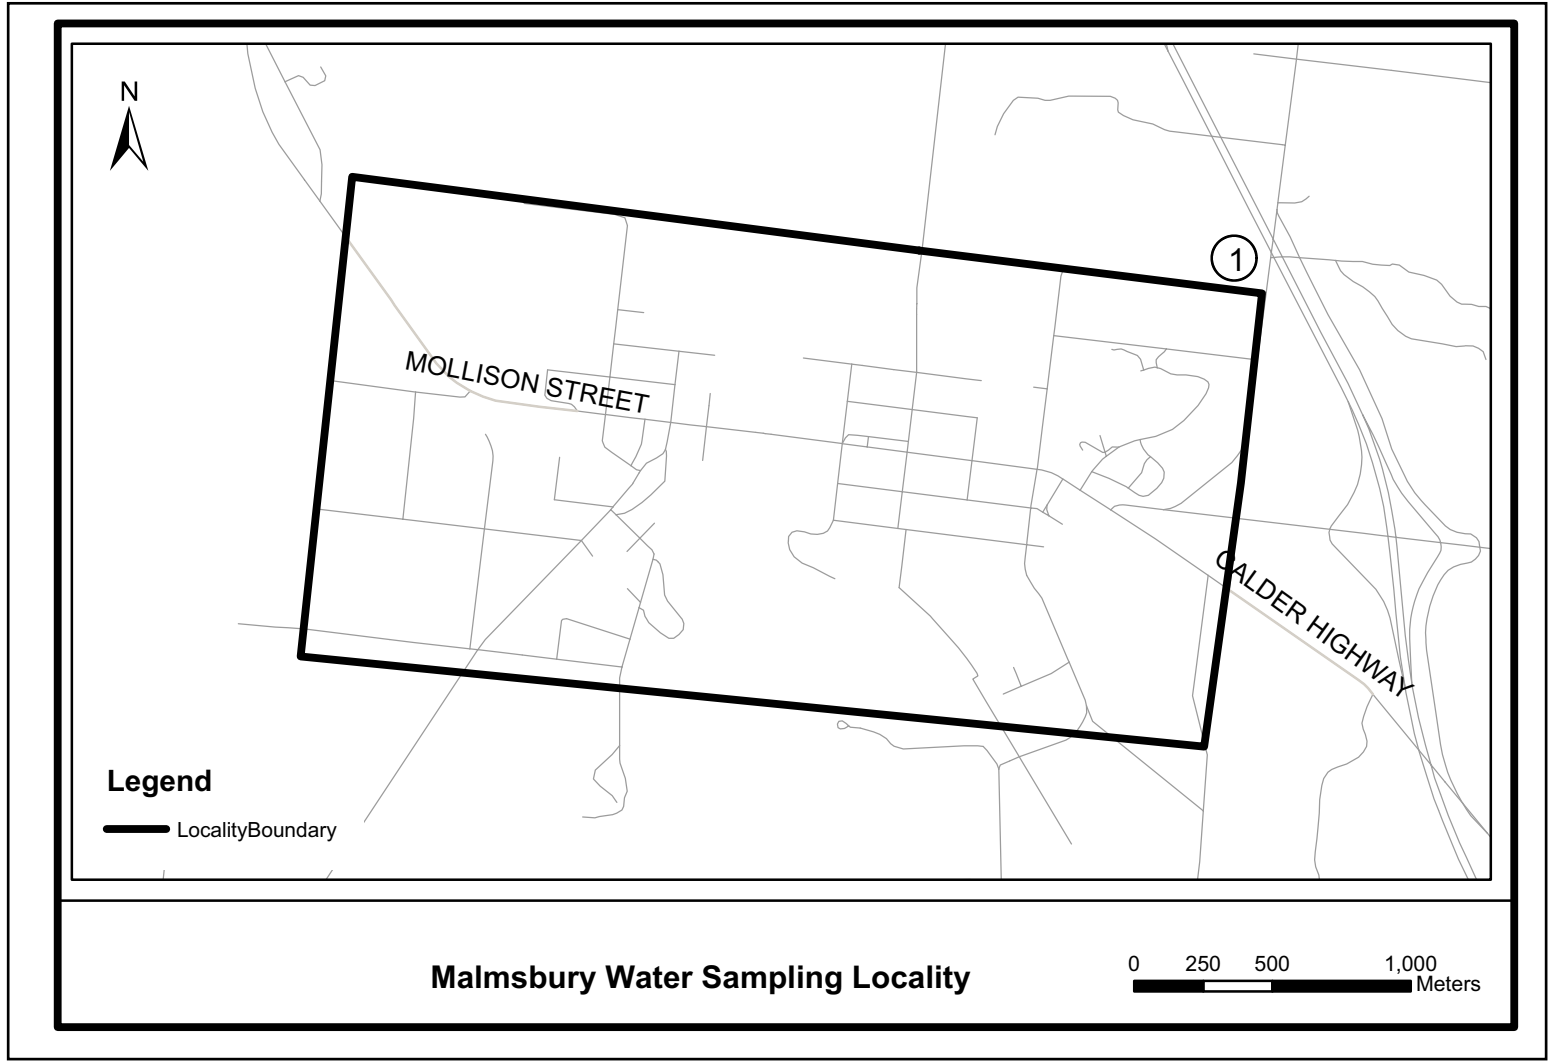 N
1
MOLLISON STREET
CALDER HIGHWAY
Legend
LocalityBoundary
Malmsbury Water Sampling Locality
0 250 500 1,000
Meters